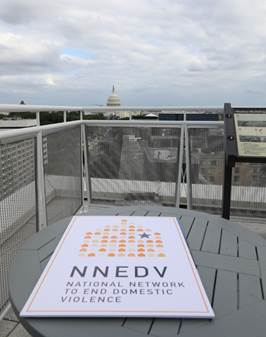 NNEDV
NATIONAL NETWORK
TO END DOMESTIC
VIOLENCE